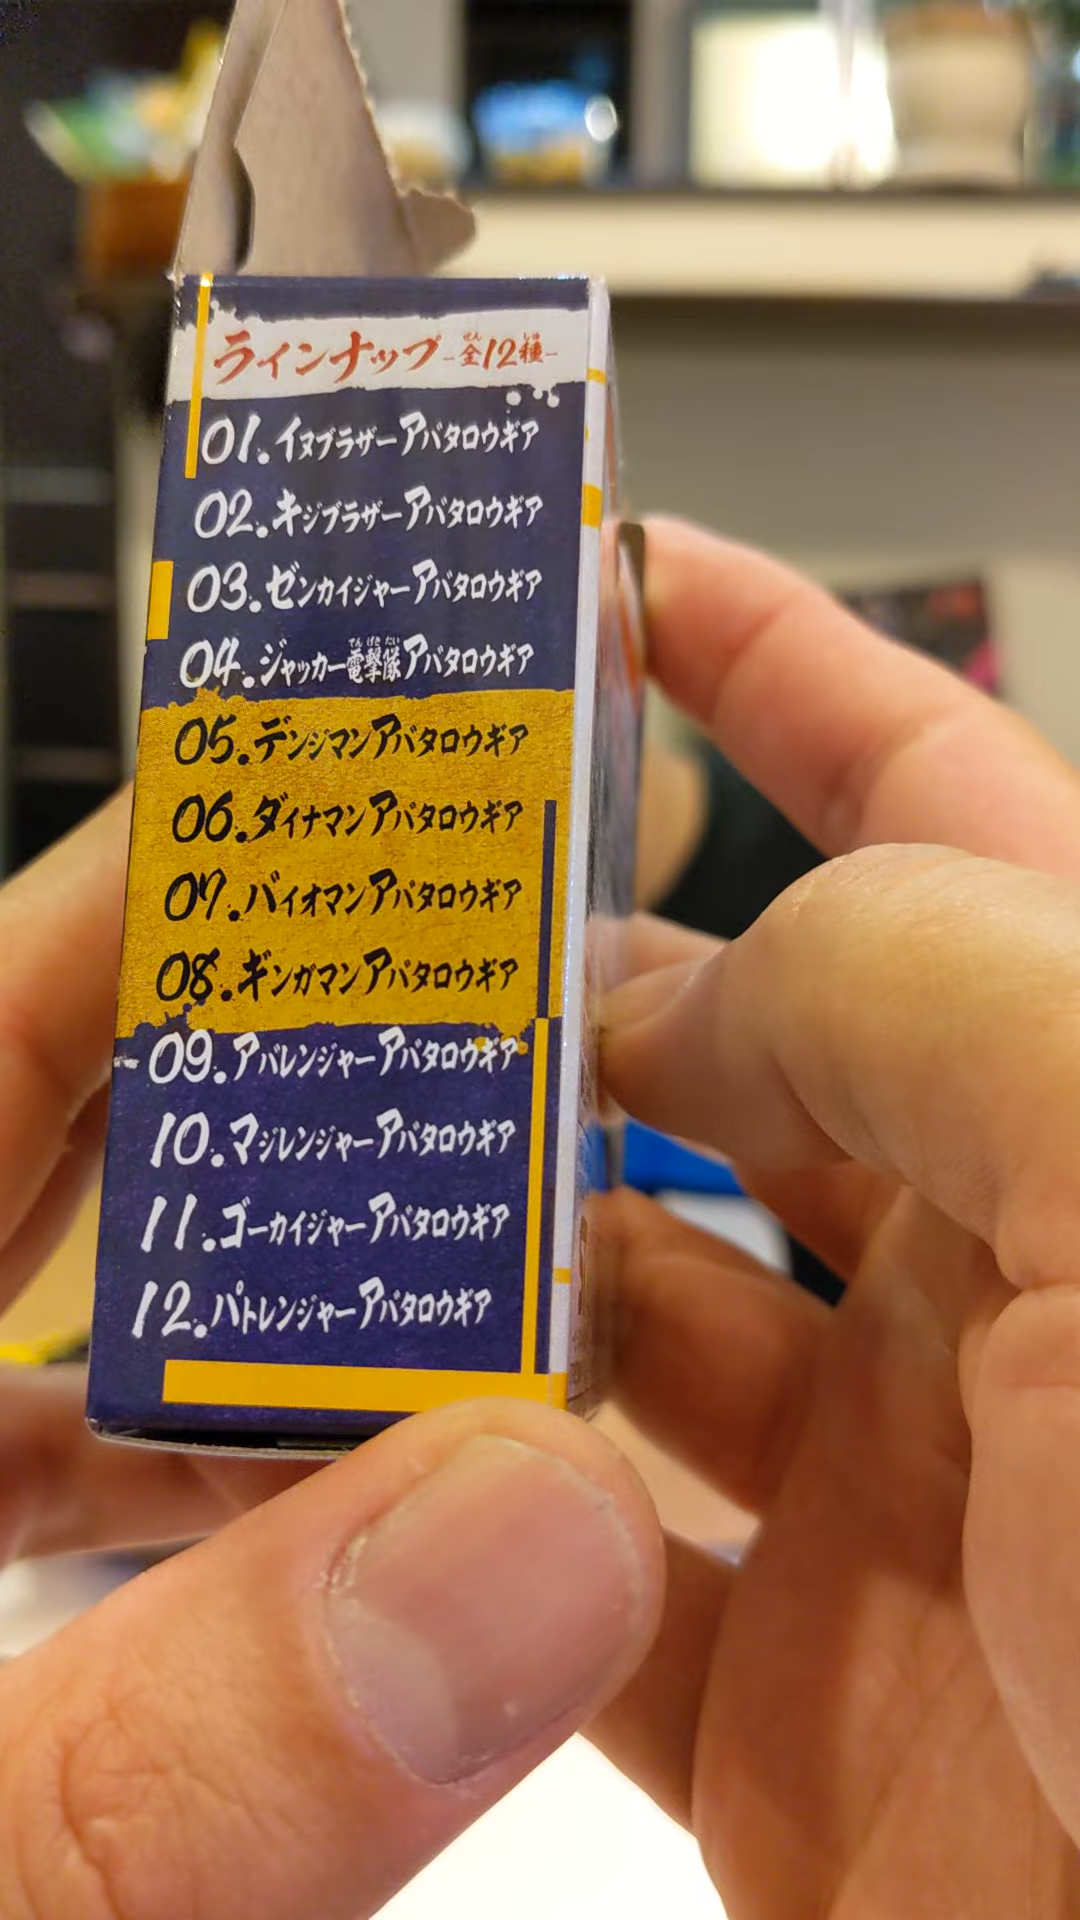 ラインナップ-全12種-
01.イヌブラザーアバタロウギア
02.キジブラザーアバタロウギア
03.ゼンカイジャーアバタロウギア
04.ジャッカー電撃隊アバタロウギア
05.デンジマンアバタロウギア
06.ダイナマンアバタロウギア
07.バイオマンアバタロウギア
08.ギンガマンアバタロウギア
09.アバレンジャーアバタロウギア
10.マジレンジャーアバタロウギア
11.ゴーカイジャーアバタロウギア
12.パトレンジャーアバタロウギア